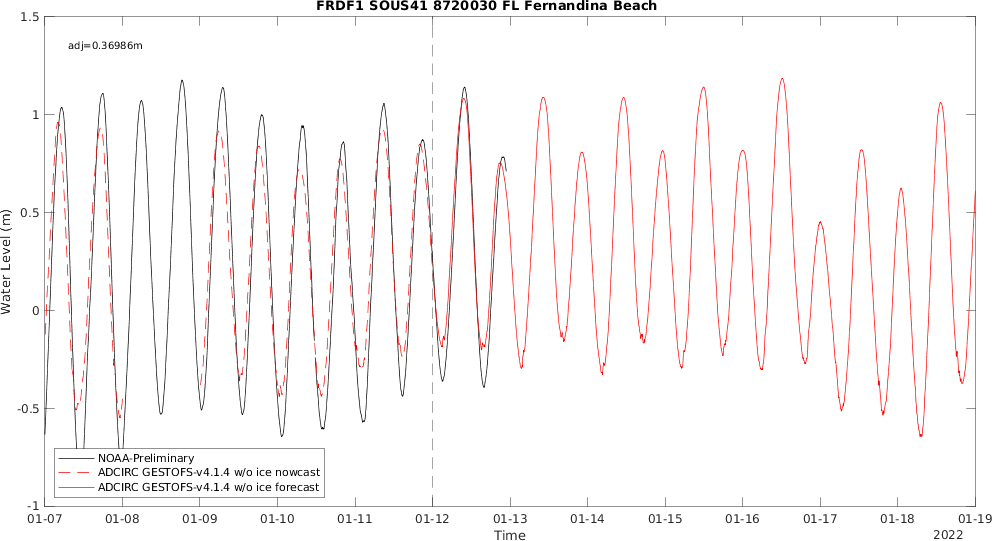 FRDF1 SOUS41 8720030 FL Fernandina Beach
adj=0.36986m
1.5
1
0.5
0
-0.5
-1
Water Level (m)
NOAA-Preliminary
ADCIRC GESTOFS-v4.1.4 w/o ice nowcast
ADCIRC GESTOFS-v4.1.4 w/o ice forecast
01-07 01-08 01-09 01-10 01-11 01-12 01-13 01-14 01-15 01-16 01-17 01-18 01-19
Time
2022